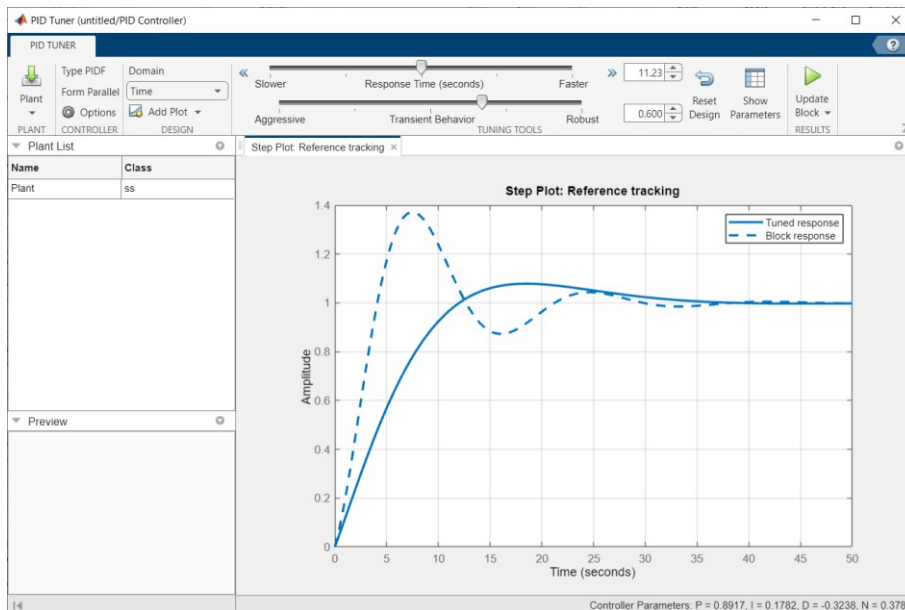 PID Tuner (untitled/PID Controller)
PID TUNER
Plant
Type PIDF
Form Parallel
Options
Domain
Time
Add Plot
Slower
Response Time (seconds)
Faster
11.23
Aggressive
Transient Behavior
Robust
0.600
Reset
Design
Show
Parameters
Update
Block
PLANT
CONTROLLER
DESIGN
TUNING TOOLS
RESULTS
Plant List
Name Class
Plant ss
Preview
Step Plot: Reference tracking
Step Plot: Reference tracking
Tuned response
Block response
Amplitude
1.4
1.2
1
0.8
0.6
0.4
0.2
0
0 5 10 15 20 25 30 35 40 45 50
Time (seconds)
Controller Parameters: P = 0.8917, I = 0.1782, D = -0.3238, N = 0.378